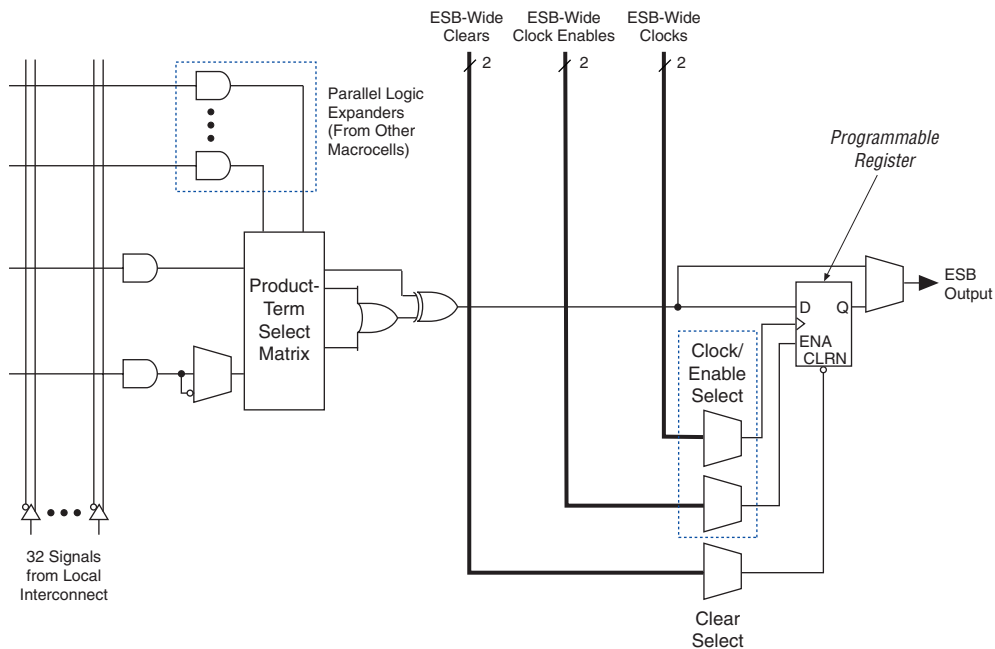 ESB-Wide
Clears
ESB-Wide
Clock Enables
ESB-Wide
Clocks
2
2
2
Parallel Logic
Expanders
(From Other
Macrocells)
Programmable
Register
Product-
Term
Select
Matrix
ESB
Output
D
Q
ENA
CLRN
Clock/
Enable
Select
32 Signals
from Local
Interconnect
Clear
Select